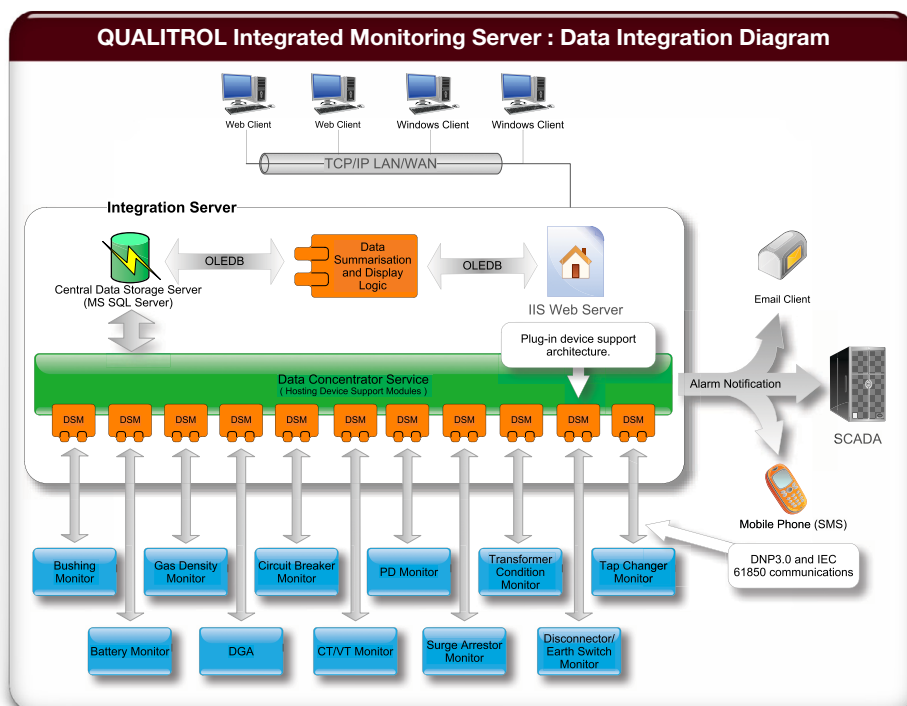 QUALITROL Integrated Monitoring Server : Data Integration Diagram
Web Client
Web Client
Windows Client
Windows Client
TCP/IP LAN/WAN
Integration Server
OLEDB
Data
Summarisation
and Display
Logic
OLEDB
Central Data Storage Server
(MS SQL Server)
IIS Web Server
Email Client
Plug-in device support
architecture.
Data Concentrator Service
( Hosting Device Support Modules )
Alarm Notification
SCADA
DSM
DSM
DSM
DSM
DSM
DSM
DSM
DSM
DSM
DSM
DSM
Mobile Phone (SMS)
DNP3.0 and IEC
61850 communications
Bushing
Monitor
Gas Density
Monitor
Circuit Breaker
Monitor
PD Monitor
Transformer
Condition
Monitor
Tap Changer
Monitor
Battery Monitor
DGA
CT/VT Monitor
Surge Arrestor
Monitor
Disconnector/
Earth Switch
Monitor